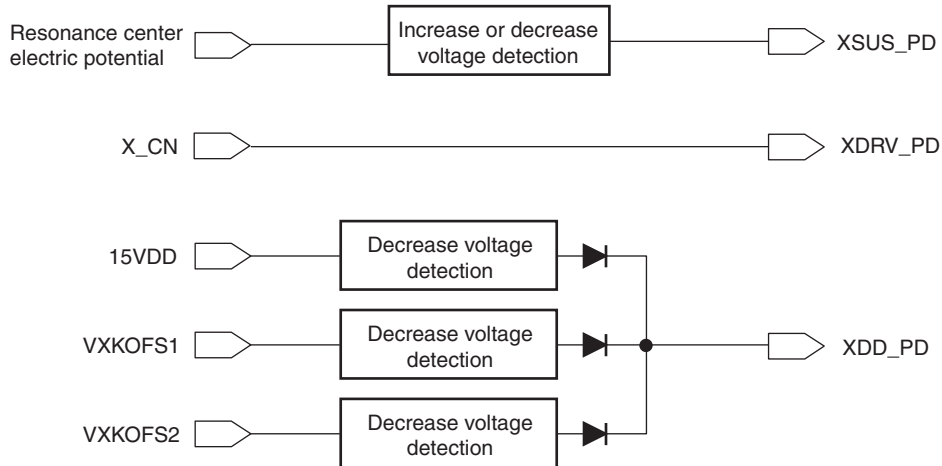 Resonance center
electric potential
Increase or decrease
voltage detection
XSUS_PD
X_CN
XDRV_PD
15VDD
Decrease voltage
detection
VXKOFS1
Decrease voltage
detection
XDD_PD
VXKOFS2
Decrease voltage
detection